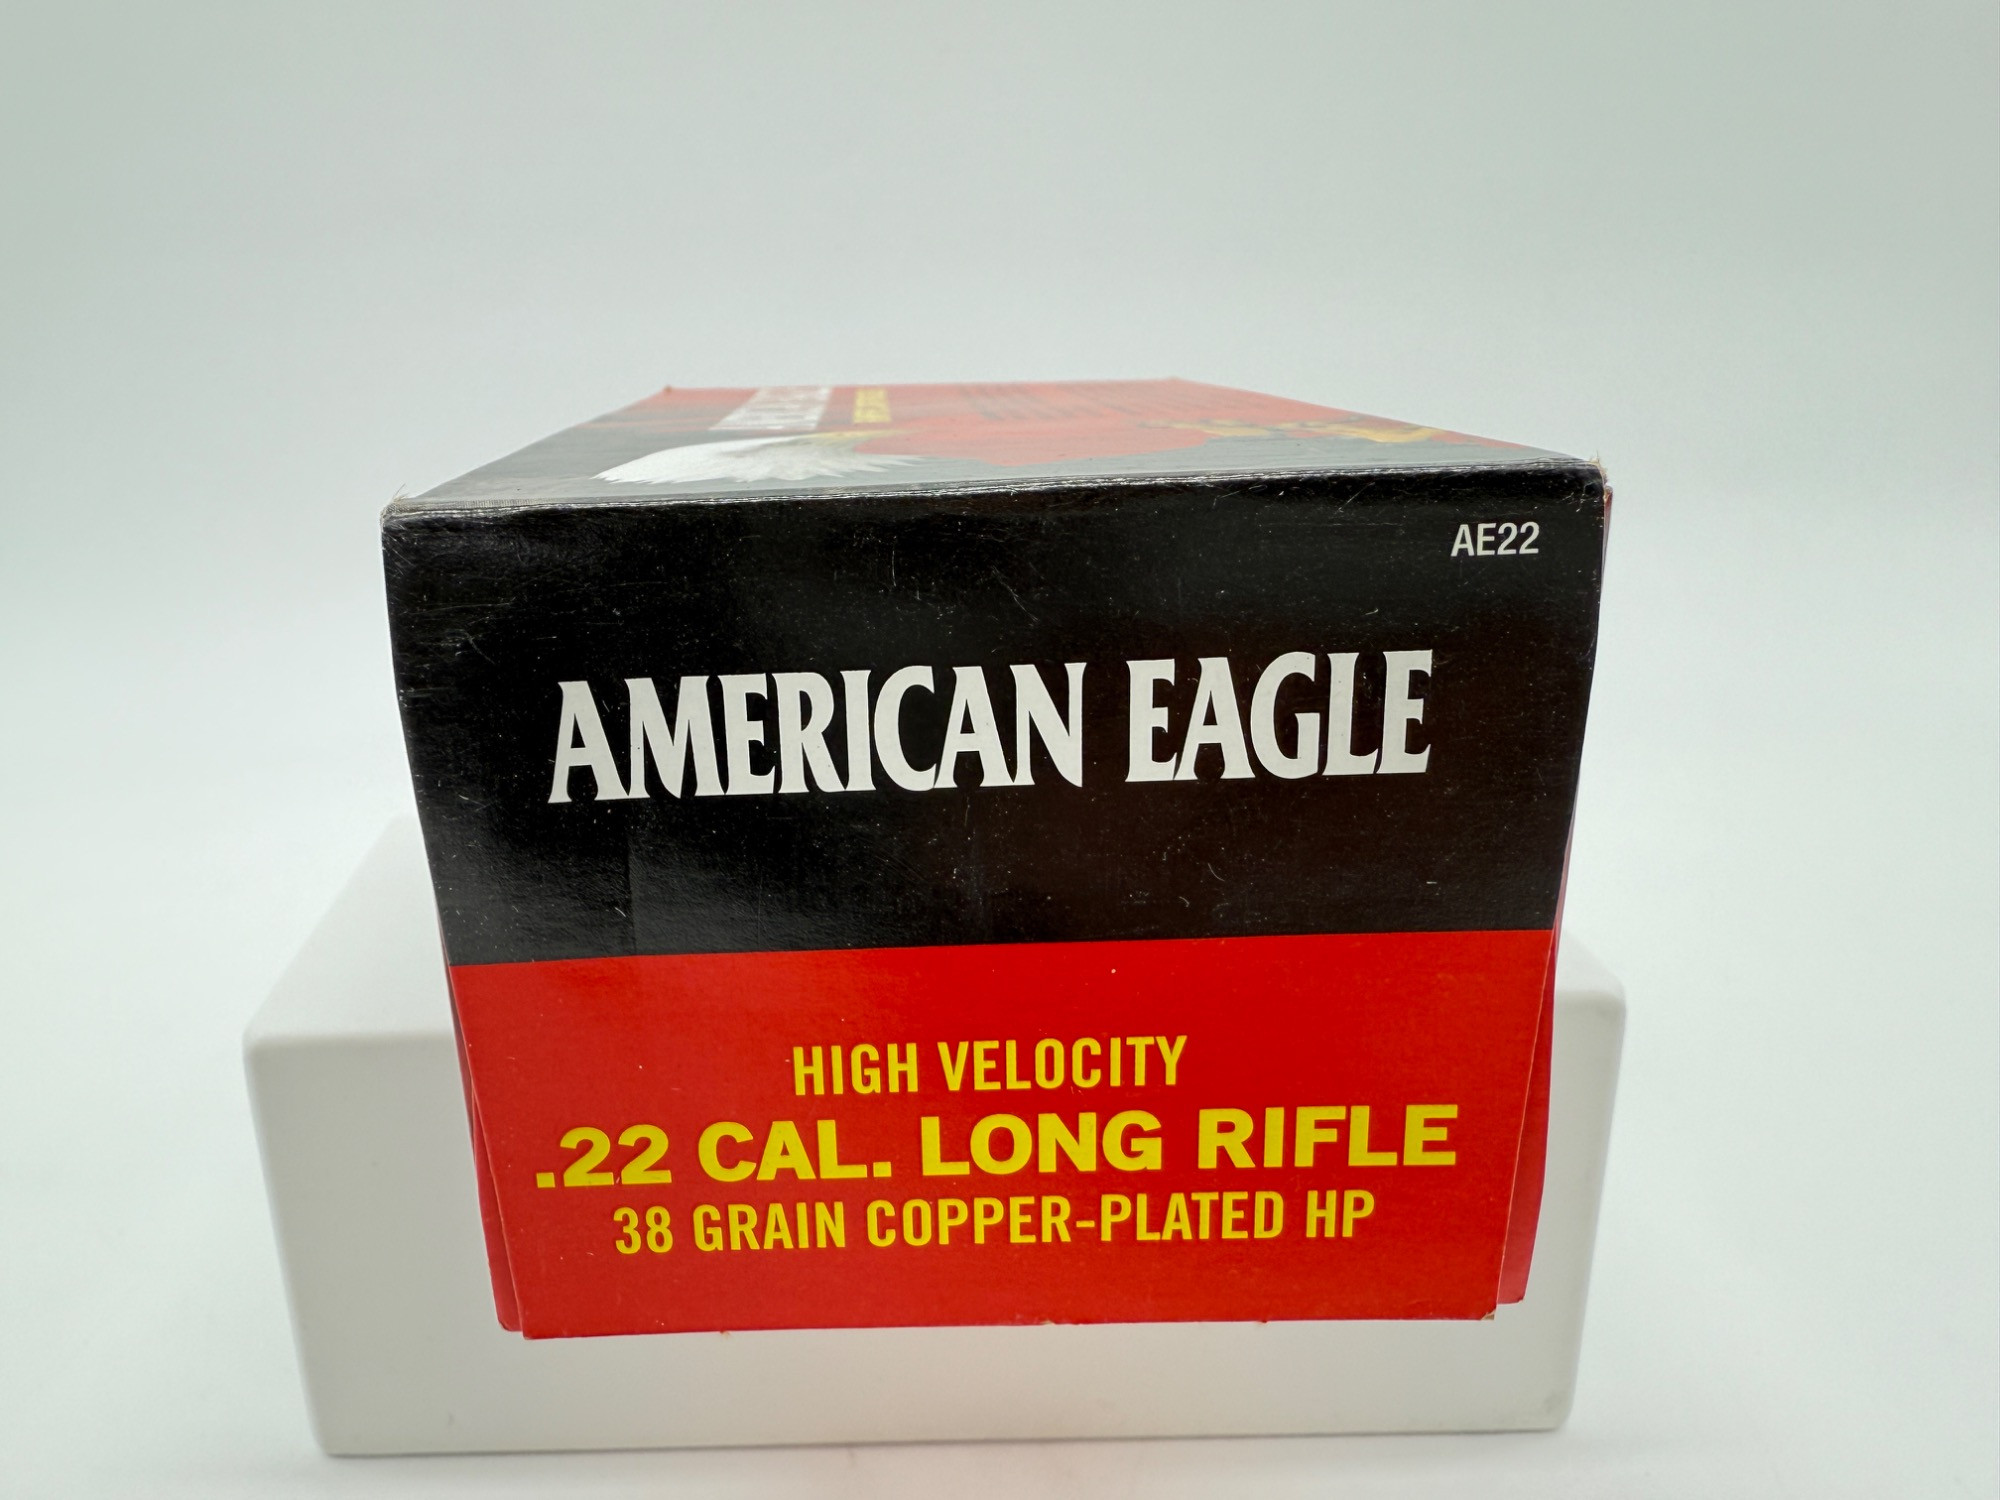 AE22
AMERICAN EAGLE
HIGH VELOCITY
.22 CAL. LONG RIFLE
38 GRAIN COPPER-PLATED HP